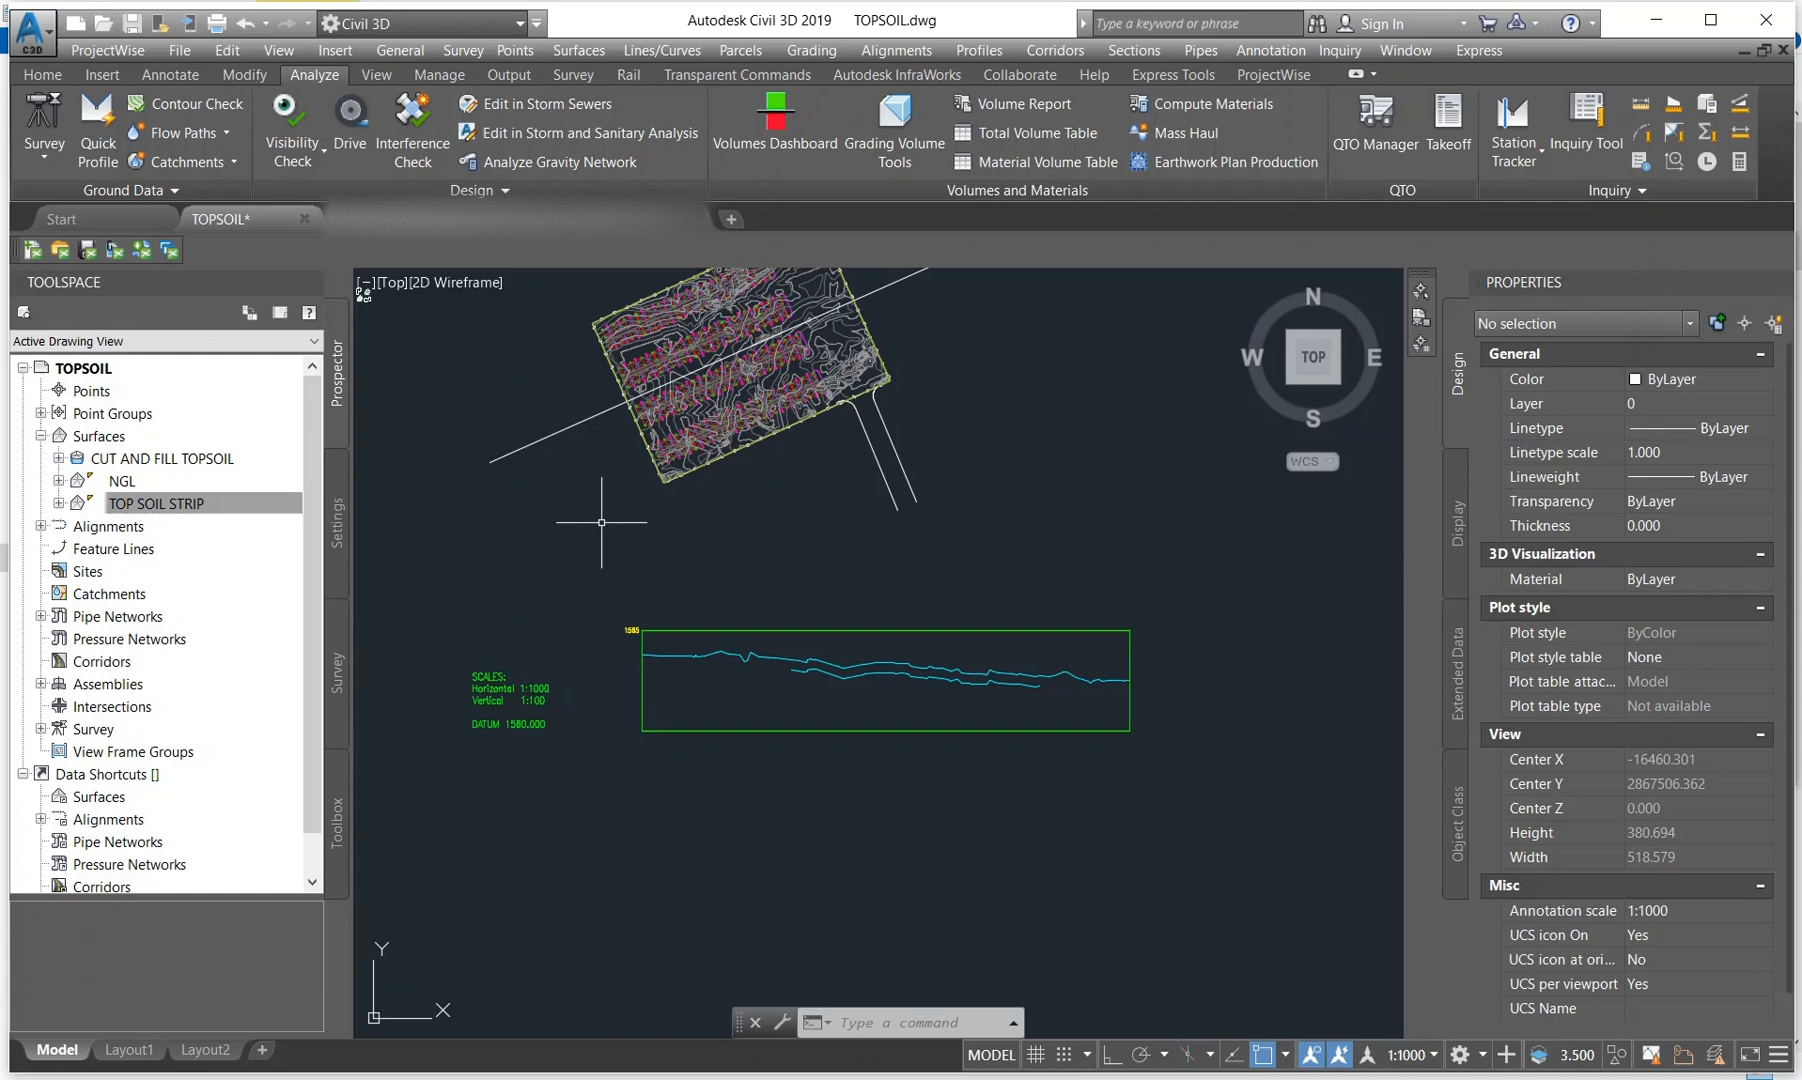 Civil 3D
Autodesk Civil 3D 2019 TOPSOIL.dwg
Type a keyword or phrase
Sign In
C3D
ProjectWise File Edit View Insert General Survey Points Surfaces Lines/Curves Parcels Grading Alignments Profiles Corridors Sections Pipes Annotation Inquiry Window Express
Home Insert Annotate Modify Analyze View Manage Output Survey Rail Transparent Commands Autodesk InfraWorks Collaborate Help Express Tools ProjectWise
Survey
Quick
Profile
Contour Check
Flow Paths
Catchments
Ground Data
Visibility
Check
Drive
Interference
Check
Edit in Storm Sewers
Edit in Storm and Sanitary Analysis
Analyze Gravity Network
Design
Volumes Dashboard
Grading Volume
Tools
Volume Report
Total Volume Table
Material Volume Table
Compute Materials
Mass Haul
Earthwork Plan Production
Volumes and Materials
QTO Manager
Takeoff
QTO
Station
Tracker
Inquiry Tool
Inquiry
Start
TOPSOIL*
TOOLSPACE
Active Drawing View
TOPSOIL
Points
Point Groups
Surfaces
CUT AND FILL TOPSOIL
NGL
TOP SOIL STRIP
Alignments
Feature Lines
Sites
Catchments
Pipe Networks
Pressure Networks
Corridors
Assemblies
Intersections
Survey
View Frame Groups
Data Shortcuts []
Surfaces
Alignments
Pipe Networks
Pressure Networks
Corridors
Prospector
Settings
Survey
Toolbox
[−][Top][2D Wireframe]
N
W
TOP
E
S
WCS
1585
SCALES:
Horizontal 1:1000
Vertical 1:100
DATUM 1580.000
Y
X
Type a command
PROPERTIES
No selection
Design
Display
Extended Data
Object Class
General
Color ByLayer
Layer 0
Linetype ByLayer
Linetype scale 1.000
Lineweight ByLayer
Transparency ByLayer
Thickness 0.000
3D Visualization
Material ByLayer
Plot style
Plot style ByColor
Plot style table None
Plot table attac... Model
Plot table type Not available
View
Center X -16460.301
Center Y 2867506.362
Center Z 0.000
Height 380.694
Width 518.579
Misc
Annotation scale 1:1000
UCS icon On Yes
UCS icon at ori... No
UCS per viewport Yes
UCS Name
Model Layout1 Layout2
MODEL
1:1000
3.500